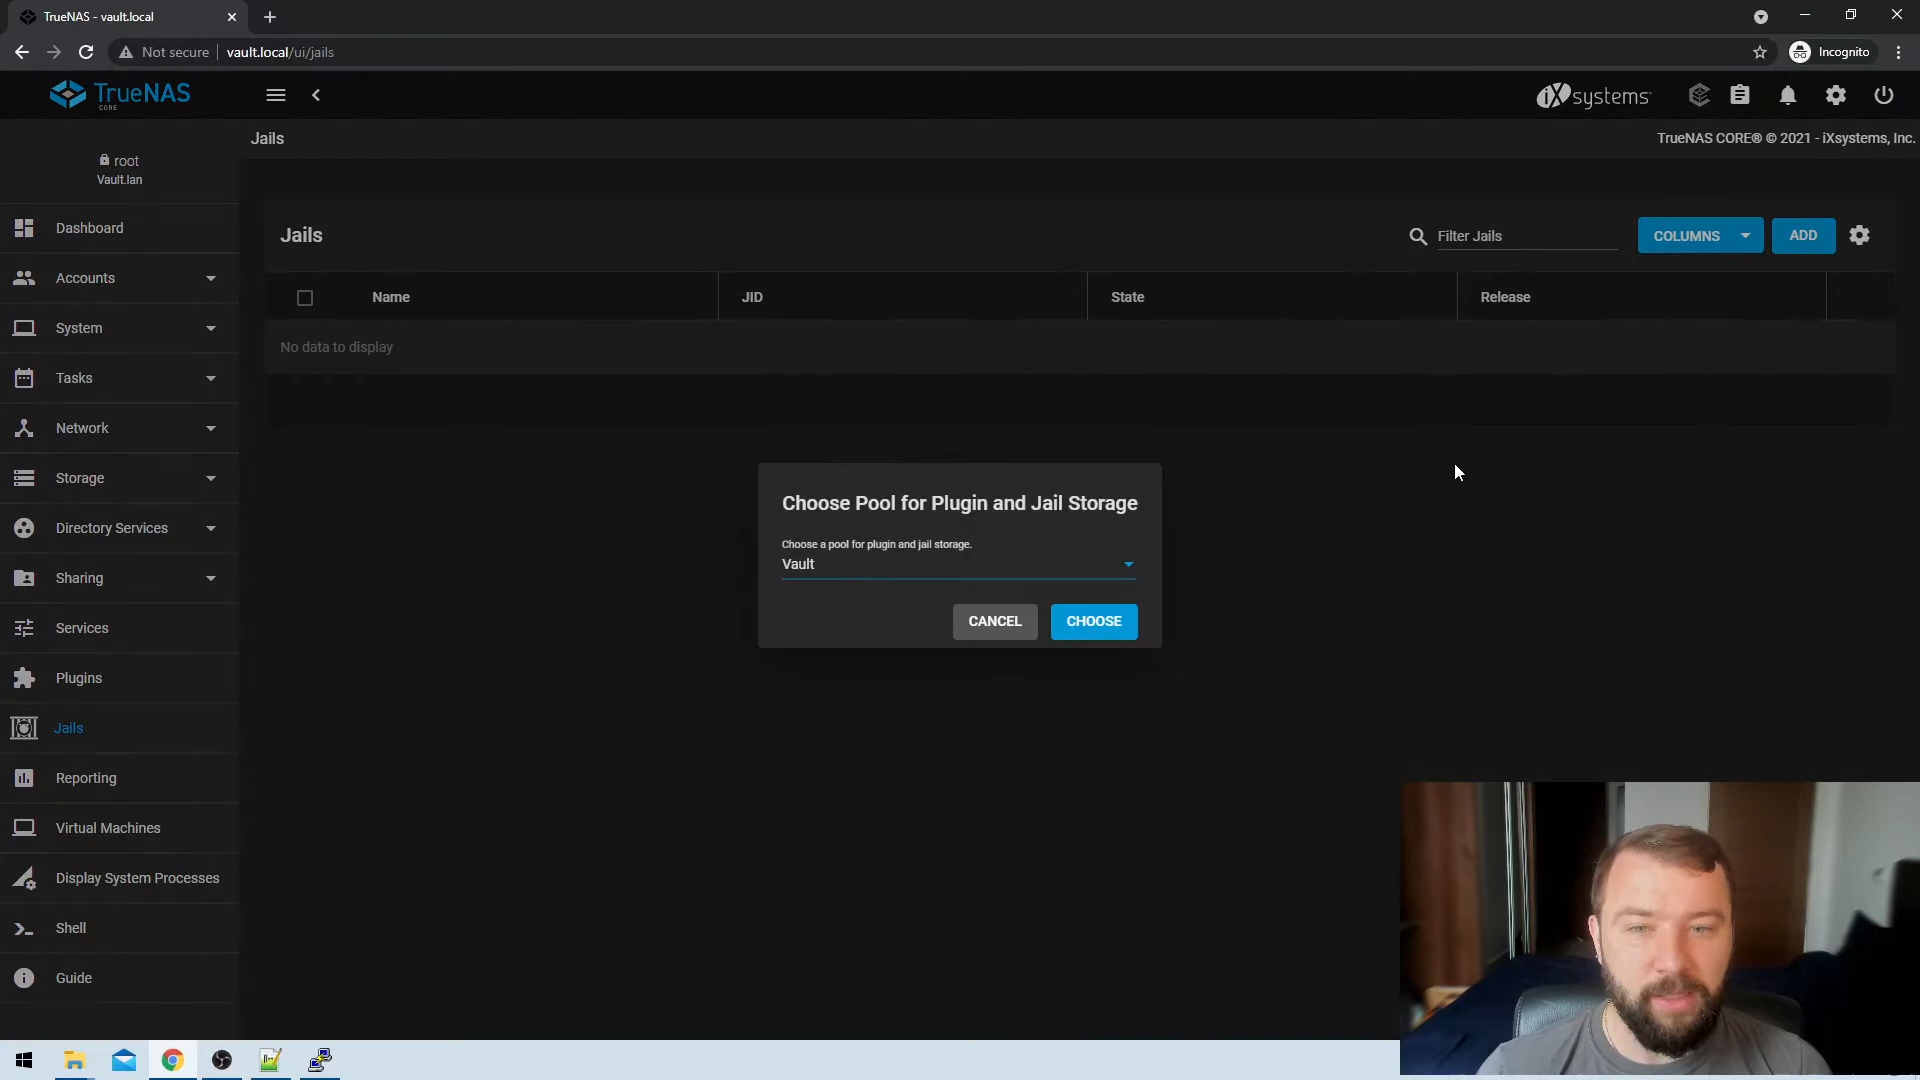 TrueNAS - vault.local
Not secure
vault.local/ui/jails
Incognito
TrueNAS
CORE
iXsystems
Jails
TrueNAS CORE® © 2021 - iXsystems, Inc.
root
Vault.lan
Dashboard
Accounts
System
Tasks
Network
Storage
Directory Services
Sharing
Services
Plugins
Jails
Reporting
Virtual Machines
Display System Processes
Shell
Guide
Jails
Filter Jails
COLUMNS
ADD
Name
JID
State
Release
No data to display
Choose Pool for Plugin and Jail Storage
Choose a pool for plugin and jail storage.
Vault
CANCEL
CHOOSE